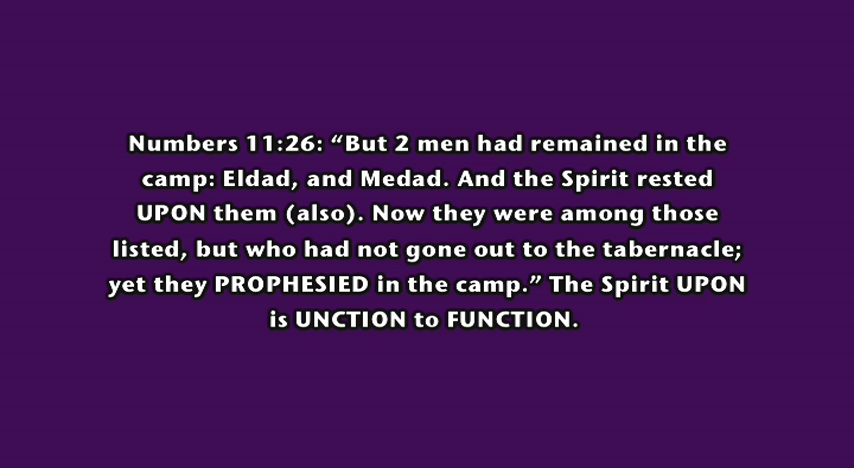 Numbers 11:26: “But 2 men had remained in the
camp: Eldad, and Medad. And the Spirit rested
UPON them (also). Now they were among those
listed, but who had not gone out to the tabernacle;
yet they PROPHESIED in the camp.” The Spirit UPON
is UNCTION to FUNCTION.